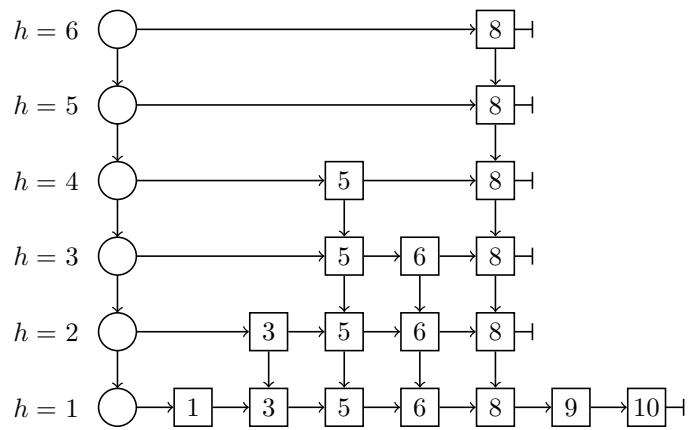 h = 6 8
h = 5 8
h = 4 5 8
h = 3 5 6 8
h = 2 3 5 6 8
h = 1 1 3 5 6 8 9 10